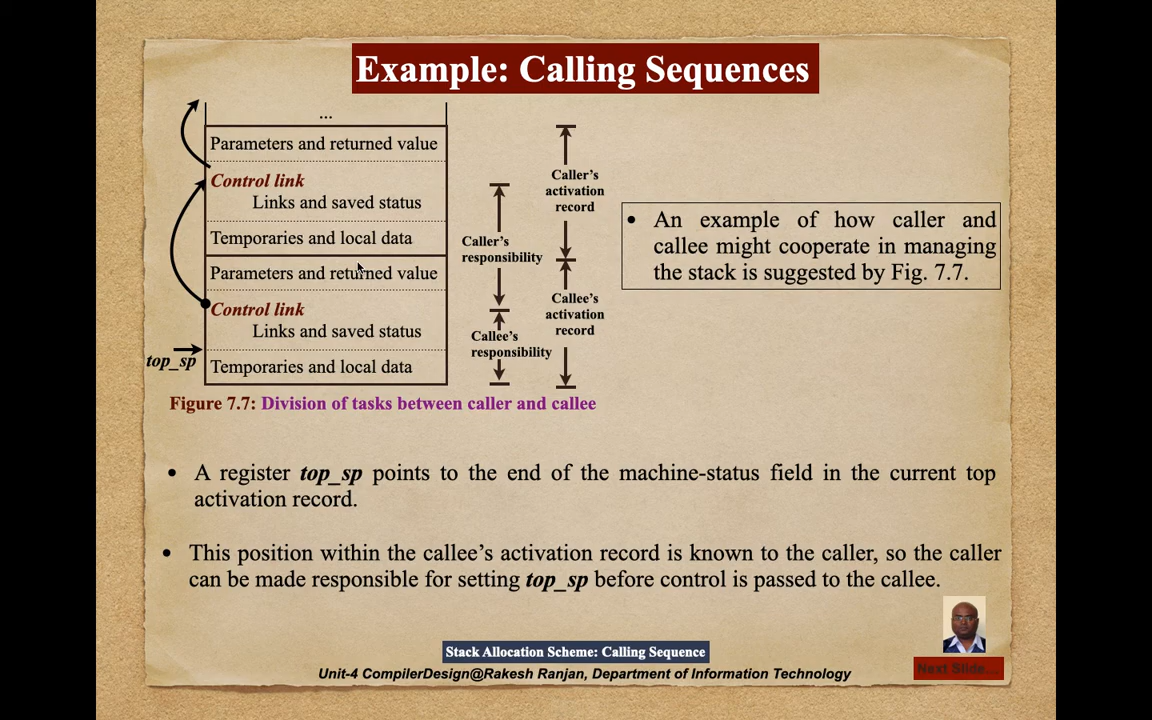 Example: Calling Sequences
...
Parameters and returned value
Control link
Links and saved status
Temporaries and local data
Parameters and returned value
Control link
Links and saved status
top_sp
Temporaries and local data
Caller's
responsibility
Callee's
responsibility
Caller's
activation
record
Callee's
activation
record
Figure 7.7: Division of tasks between caller and callee
• An example of how caller and
callee might cooperate in managing
the stack is suggested by Fig. 7.7.
• A register top_sp points to the end of the machine-status field in the current top
activation record.
• This position within the callee's activation record is known to the caller, so the caller
can be made responsible for setting top_sp before control is passed to the callee.
Stack Allocation Scheme: Calling Sequence
Unit-4 CompilerDesign@Rakesh Ranjan, Department of Information Technology
Next Slide...